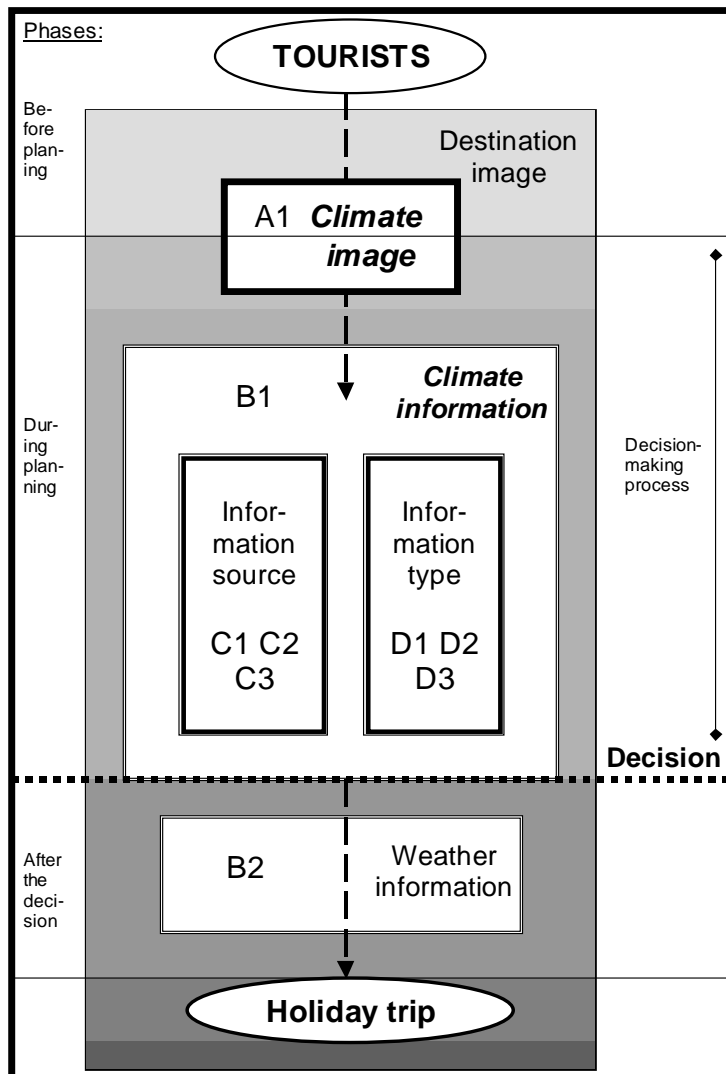 Phases:
TOURISTS
Be-
fore
plan-
ing
Destination
image
A1 Climate
image
B1
Climate
information
Dur-
ing
plan-
ning
Decision-
making
process
Infor-
mation
source
C1 C2
C3
Infor-
mation
type
D1 D2
D3
Decision
After
the
deci-
sion
B2
Weather
information
Holiday trip